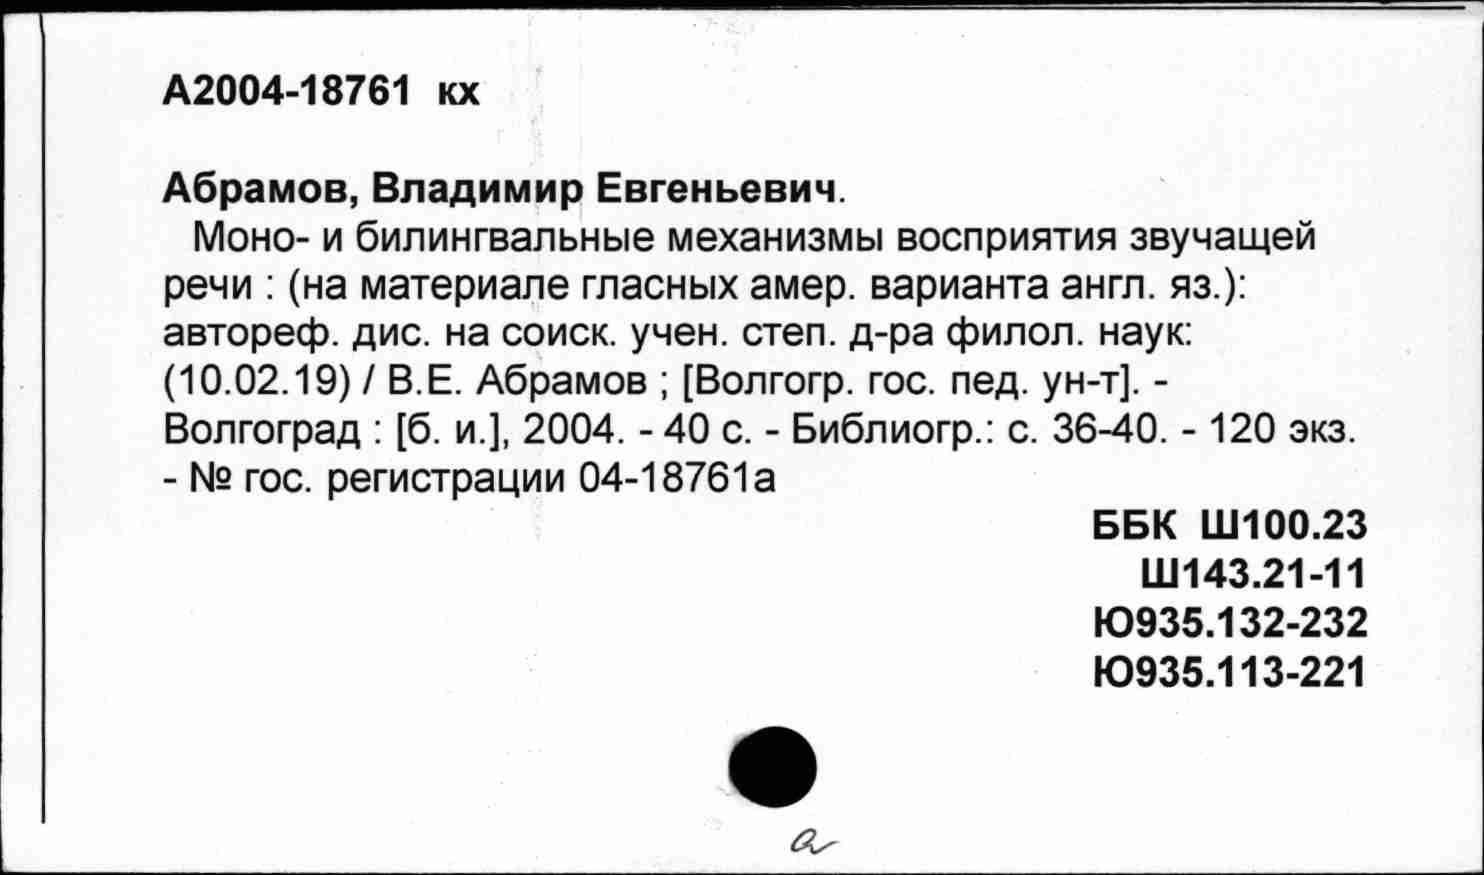 А2004-18761 кх
Абрамов, Владимир Евгеньевич.
Моно- и билингвальные механизмы восприятия звучащей
речи : (на материале гласных амер. варианта англ. яз.):
автореф. дис. на соиск. учен. степ. д-ра филол. наук:
(10.02.19) / В.Е. Абрамов ; [Волгогр. гос. пед. ун-т]. -
Волгоград : [б. и.], 2004. - 40 с. - Библиогр.: с. 36-40. - 120 экз.
- № гос. регистрации 04-18761а
ББК Ш100.23
Ш143.21-11
Ю935.132-232
Ю935.113-221
а